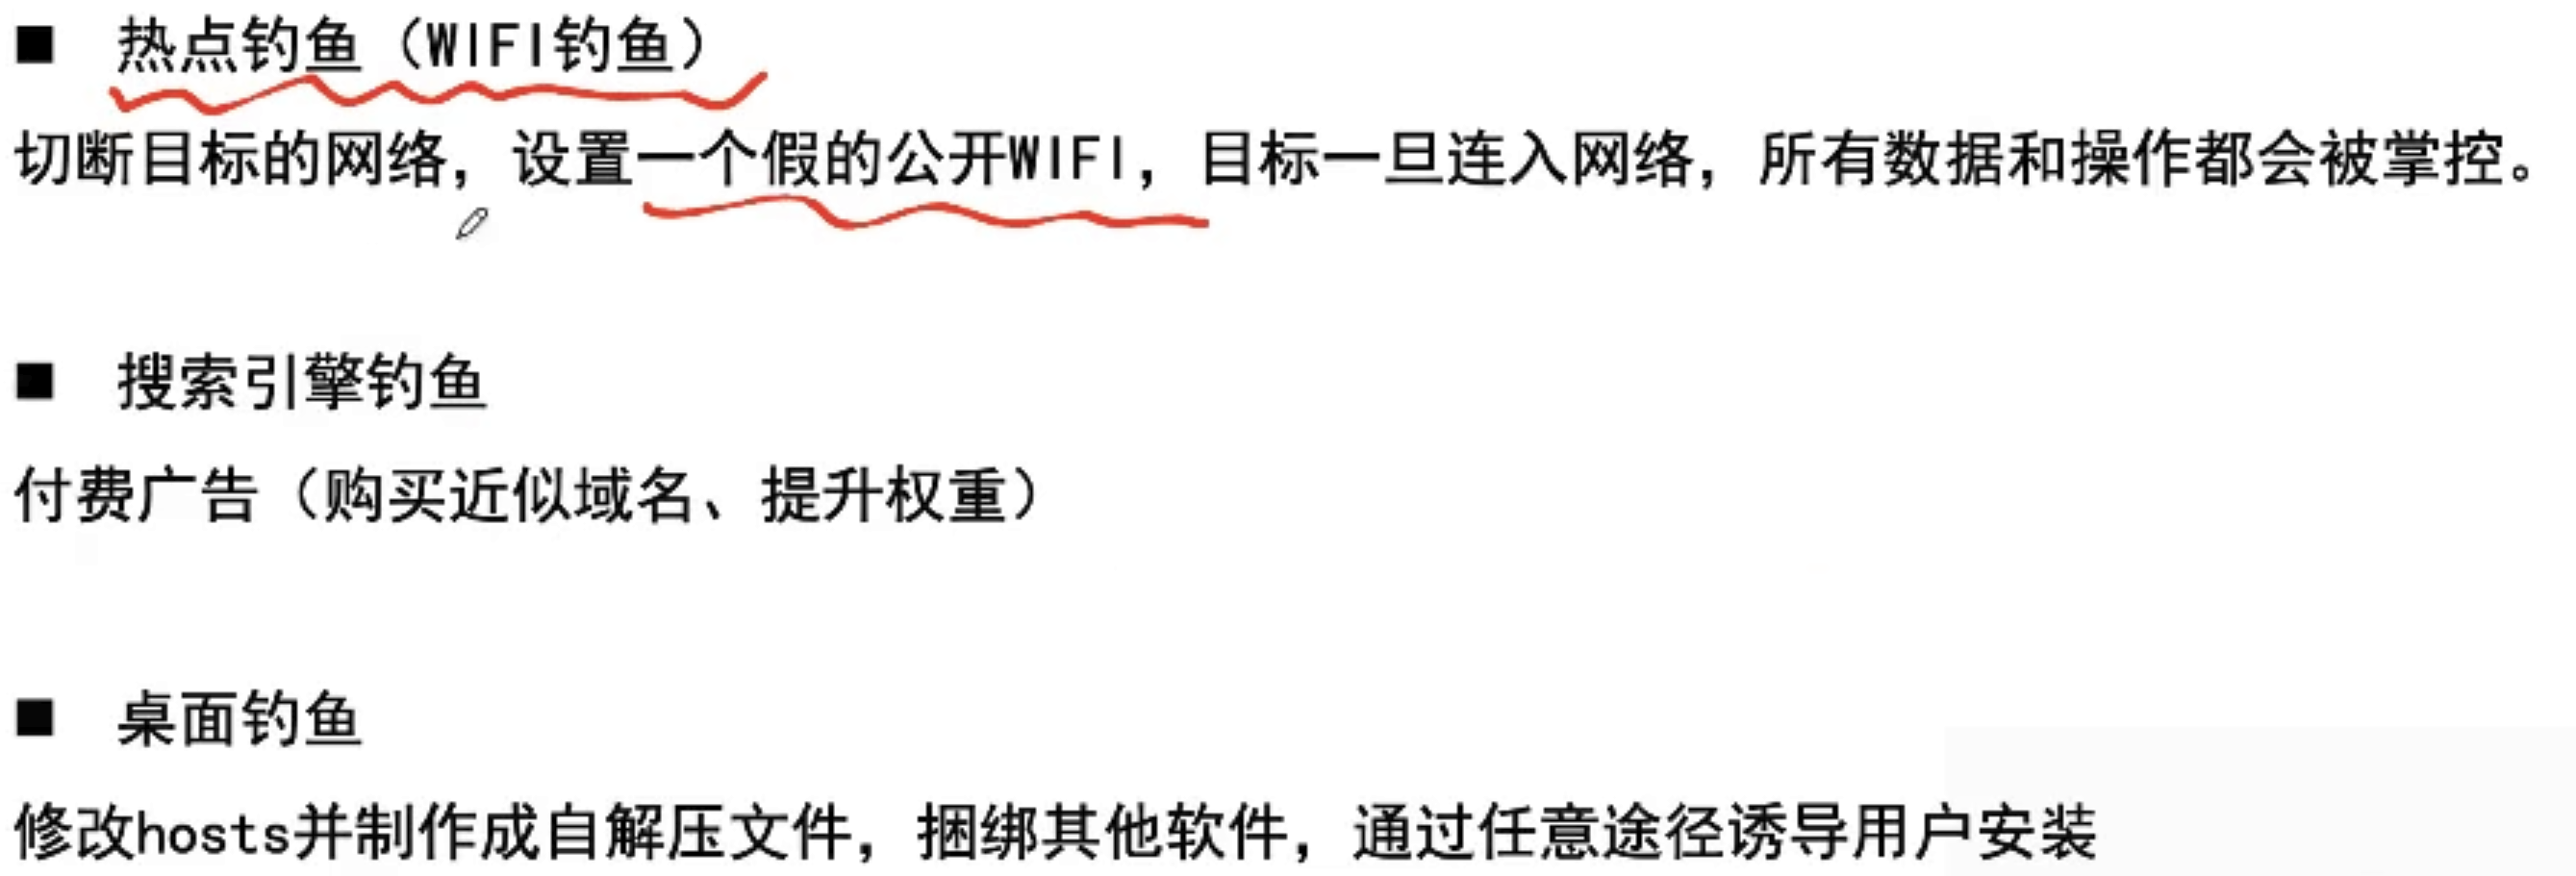 ■ 热点钓鱼（WIFI钓鱼）
切断目标的网络，设置一个假的公开WIFI，目标一旦连入网络，所有数据和操作都会被掌控。
■ 搜索引擎钓鱼
付费广告（购买近似域名、提升权重）
■ 桌面钓鱼
修改hosts并制作成自解压文件，捆绑其他软件，通过任意途径诱导用户安装